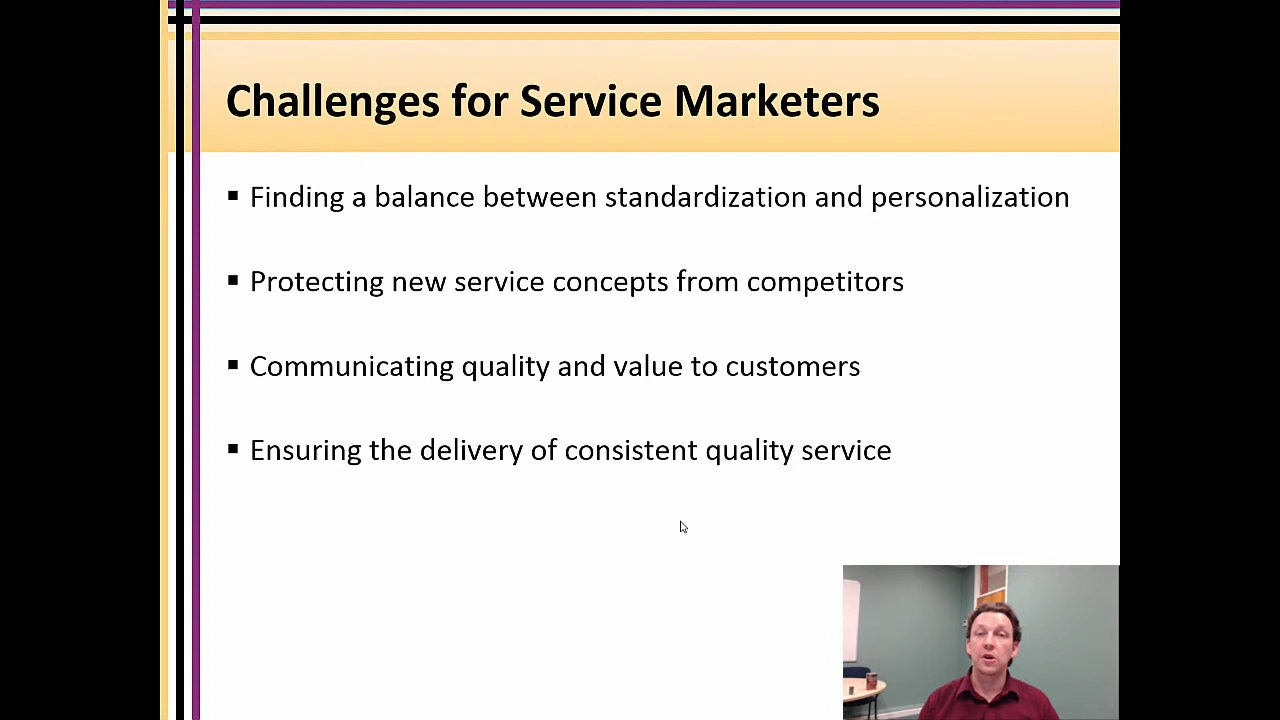 Challenges for Service Marketers
▪ Finding a balance between standardization and personalization
▪ Protecting new service concepts from competitors
▪ Communicating quality and value to customers
▪ Ensuring the delivery of consistent quality service